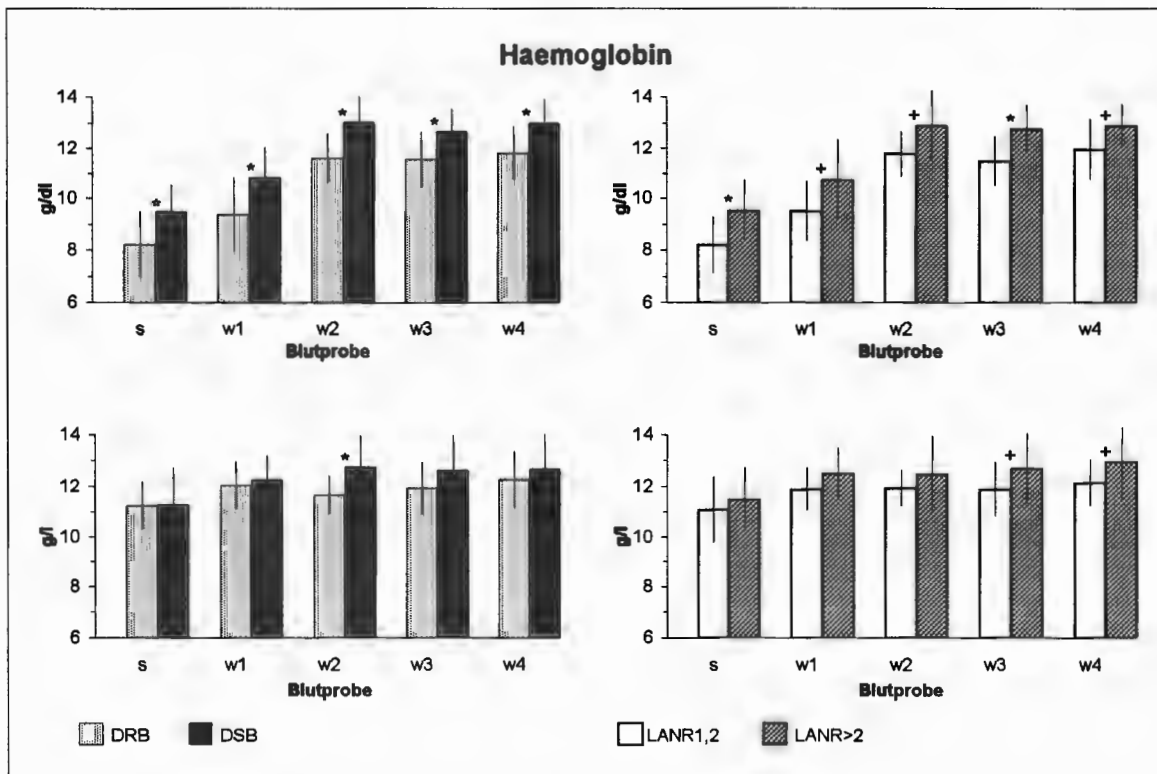 Haemoglobin
14
12
10
8
6
g/dl
* * * * *
s w1 w2 w3 w4
Blutprobe
14
12
10
8
6
g/dl
* + + * +
s w1 w2 w3 w4
Blutprobe
14
12
10
8
6
g/l
*
s w1 w2 w3 w4
Blutprobe
14
12
10
8
6
g/l
+ +
s w1 w2 w3 w4
Blutprobe
DRB DSB
LANR1,2 LANR>2